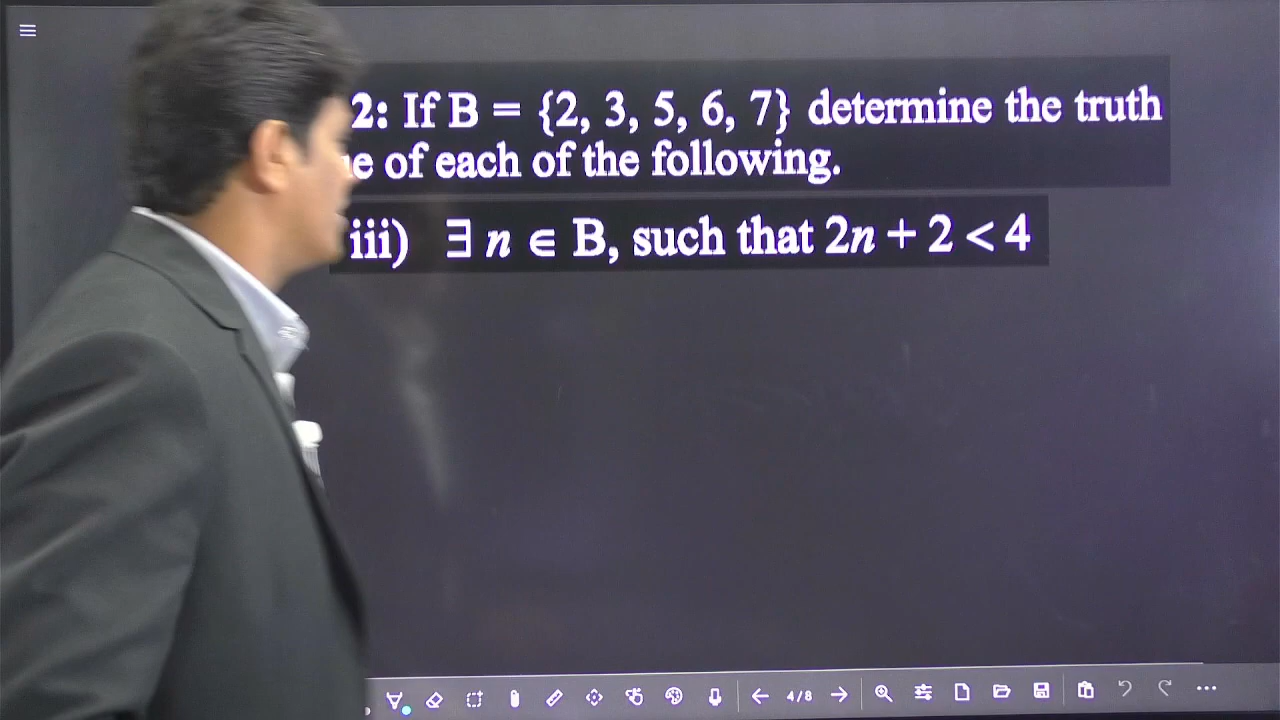 2: If B = {2, 3, 5, 6, 7} determine the truth
of each of the following.
iii) ∃ n ∈ B, such that 2n + 2 < 4
4/8